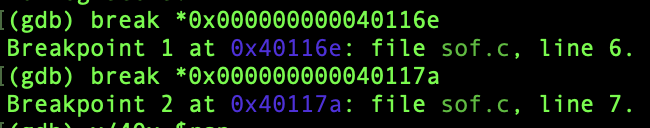 (gdb) break *0x000000000040116e
Breakpoint 1 at 0x40116e: file sof.c, line 6.
(gdb) break *0x000000000040117a
Breakpoint 2 at 0x40117a: file sof.c, line 7.